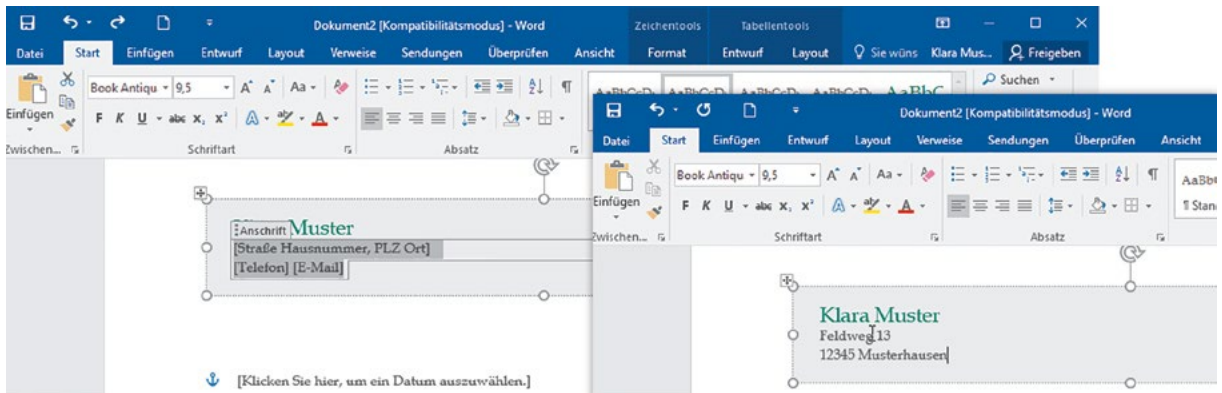 Dokument2 [Kompatibilitätsmodus] - Word
Zeichentools
Tabellentools
Datei Start Einfügen Entwurf Layout Verweise Sendungen Überprüfen Ansicht Format Entwurf Layout Sie wüns Klara Mus... Freigeben
Book Antiqu 9,5 A A Aa
Suchen
Einfügen
F K U abc x, x² A A
Zwischen... Schriftart Absatz
Anschrift Muster
[Straße Hausnummer, PLZ Ort]
[Telefon] [E-Mail]
[Klicken Sie hier, um ein Datum auszuwählen.]
Dokument2 [Kompatibilitätsmodus] - Word
Datei Start Einfügen Entwurf Layout Verweise Sendungen Überprüfen Ansicht
Book Antiqu 9,5 A A Aa
Einfügen
F K U abc x, x² A A
¶ Stan
Zwischen... Schriftart Absatz
Klara Muster
Feldweg 13
12345 Musterhausen